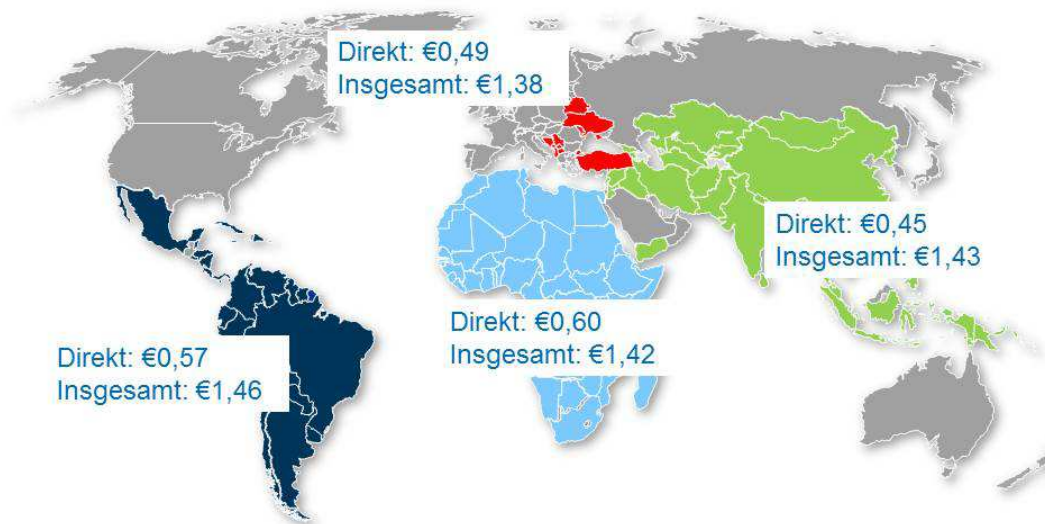 Direkt: €0,49
Insgesamt: €1,38
Direkt: €0,45
Insgesamt: €1,43
Direkt: €0,60
Insgesamt: €1,42
Direkt: €0,57
Insgesamt: €1,46